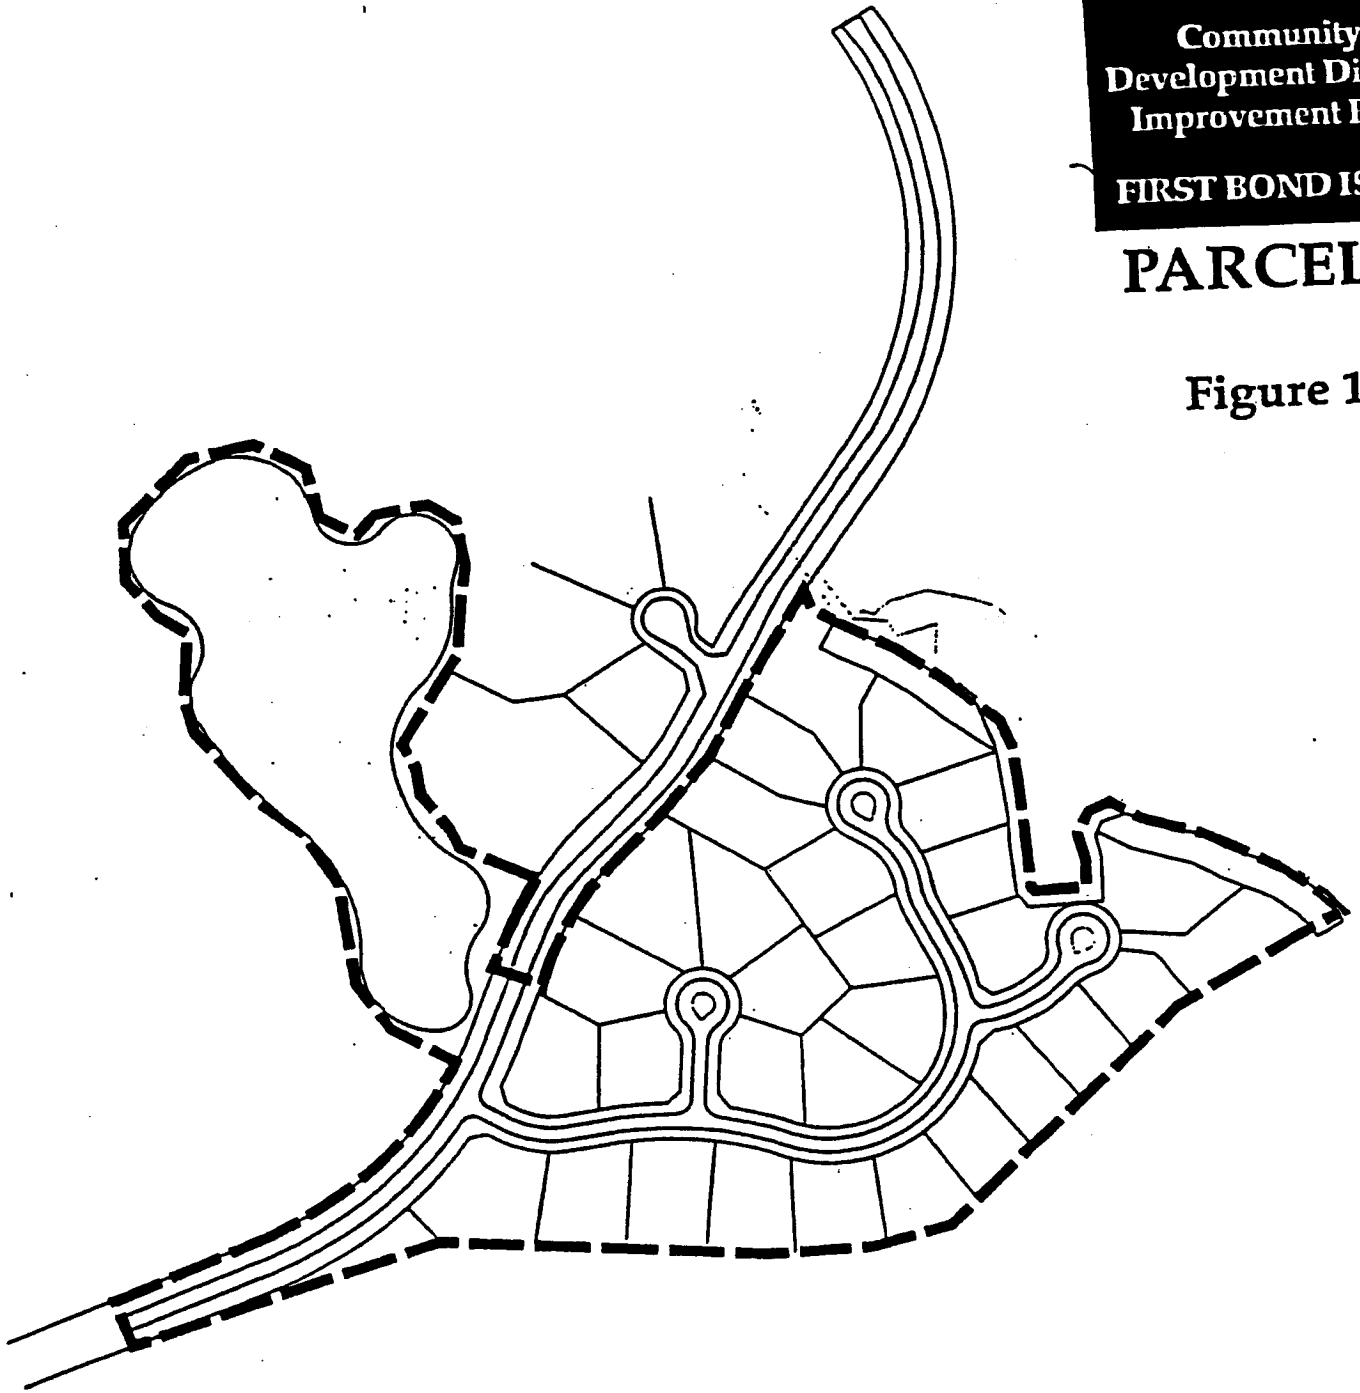 Community
Development Di
Improvement
FIRST BOND IS
PARCEL
Figure 1